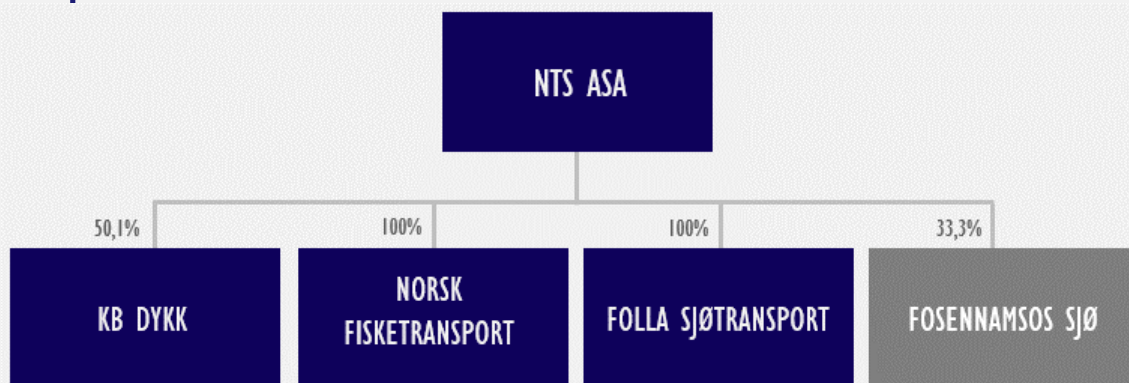 NTS ASA
50,1%
100%
100%
33,3%
KB DYKK
NORSK
FISKETRANSPORT
FOLLA SJØTRANSPORT
FOSENNAMSOS SJØ